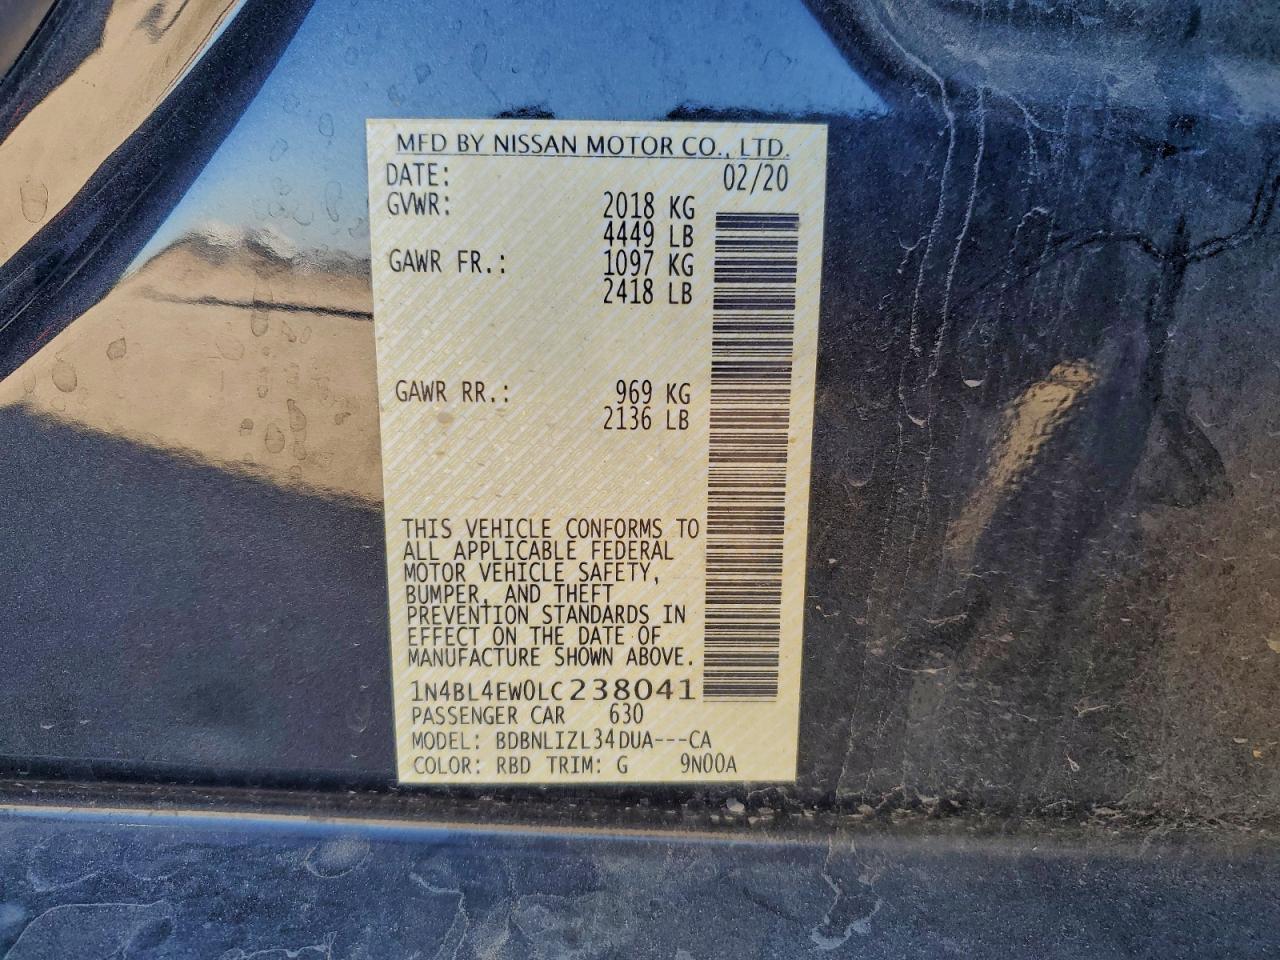 MFD BY NISSAN MOTOR CO., LTD.
DATE: 02/20
GVWR: 2018 KG
4449 LB
GAWR FR.: 1097 KG
2418 LB
GAWR RR.: 969 KG
2136 LB
THIS VEHICLE CONFORMS TO
ALL APPLICABLE FEDERAL
MOTOR VEHICLE SAFETY,
BUMPER, AND THEFT
PREVENTION STANDARDS IN
EFFECT ON THE DATE OF
MANUFACTURE SHOWN ABOVE.
1N4BL4EW0LC238041
PASSENGER CAR 630
MODEL: BDBNLIZL34DUA---CA
COLOR: RBD TRIM: G 9N00A